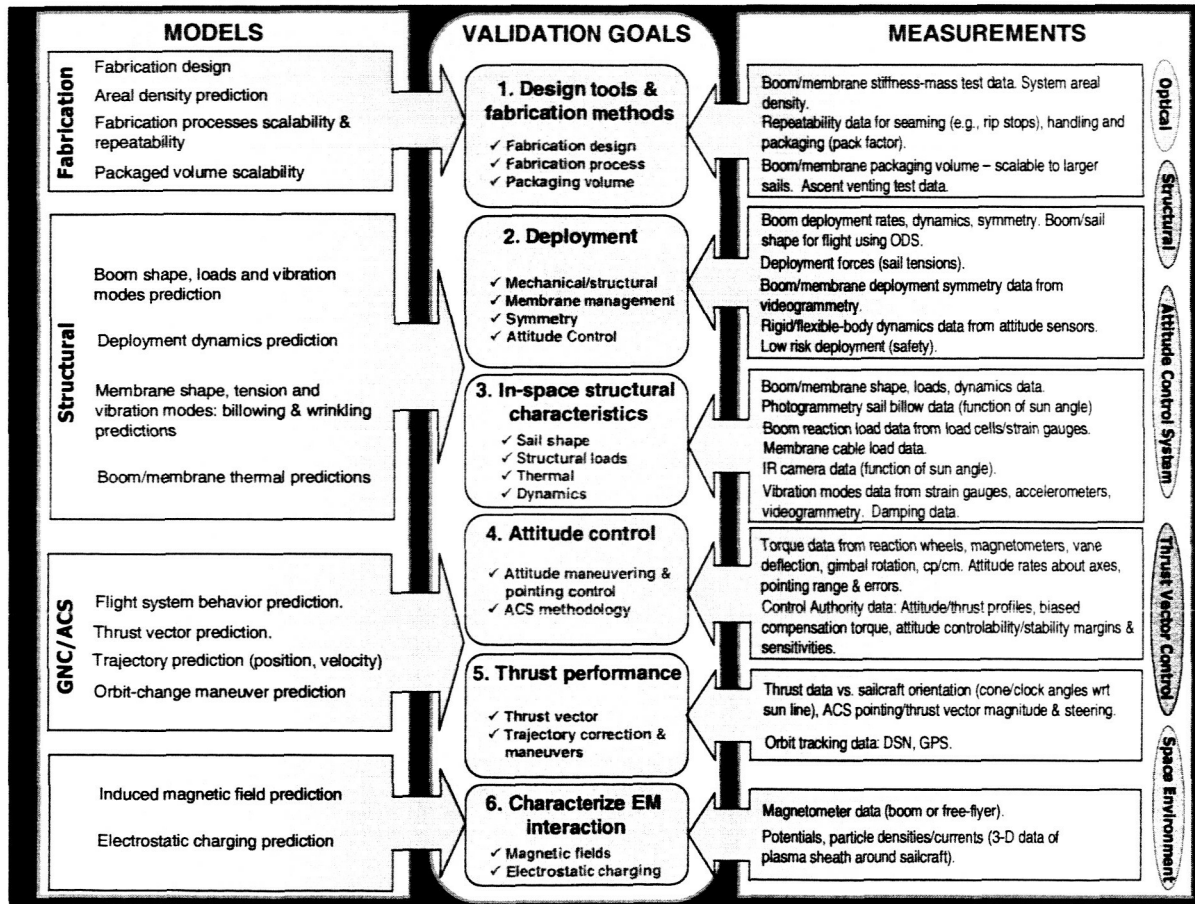 MODELS
Fabrication
Fabrication design
Areal density prediction
Fabrication processes scalability &
repeatability
Packaged volume scalability
Structural
Boom shape, loads and vibration
modes prediction
Deployment dynamics prediction
Membrane shape, tension and
vibration modes: billowing & wrinkling
predictions
Boom/membrane thermal predictions
GNC/ACS
Flight system behavior prediction.
Thrust vector prediction.
Trajectory prediction (position, velocity)
Orbit-change maneuver prediction
Induced magnetic field prediction
Electrostatic charging prediction
VALIDATION GOALS
1. Design tools &
fabrication methods
✓ Fabrication design
✓ Fabrication process
✓ Packaging volume
2. Deployment
✓ Mechanical/structural
✓ Membrane management
✓ Symmetry
✓ Attitude Control
3. In-space structural
characteristics
✓ Sail shape
✓ Structural loads
✓ Thermal
✓ Dynamics
4. Attitude control
✓ Attitude maneuvering &
pointing control
✓ ACS methodology
5. Thrust performance
✓ Thrust vector
✓ Trajectory correction &
maneuvers
6. Characterize EM
interaction
✓ Magnetic fields
✓ Electrostatic charging
MEASUREMENTS
Boom/membrane stiffness-mass test data. System areal
density.
Repeatability data for seaming (e.g., rip stops), handling and
packaging (pack factor).
Boom/membrane packaging volume – scalable to larger
sails. Ascent venting test data.
Boom deployment rates, dynamics, symmetry. Boom/sail
shape for flight using ODS.
Deployment forces (sail tensions).
Boom/membrane deployment symmetry data from
videogrammetry.
Rigid/flexible-body dynamics data from attitude sensors.
Low risk deployment (safety).
Boom/membrane shape, loads, dynamics data.
Photogrammetry sail billow data (function of sun angle)
Boom reaction load data from load cells/strain gauges.
Membrane cable load data.
IR camera data (function of sun angle).
Vibration modes data from strain gauges, accelerometers,
videogrammetry. Damping data.
Torque data from reaction wheels, magnetometers, vane
deflection, gimbal rotation, cp/cm. Attitude rates about axes,
pointing range & errors.
Control Authority data: Attitude/thrust profiles, biased
compensation torque, attitude controlability/stability margins &
sensitivities.
Thrust data vs. sailcraft orientation (cone/clock angles wrt
sun line), ACS pointing/thrust vector magnitude & steering.
Orbit tracking data: DSN, GPS.
Magnetometer data (boom or free-flyer).
Potentials, particle densities/currents (3-D data of
plasma sheath around sailcraft).
Optical
Structural
Attitude Control System
Thrust Vector Control
Space Environment